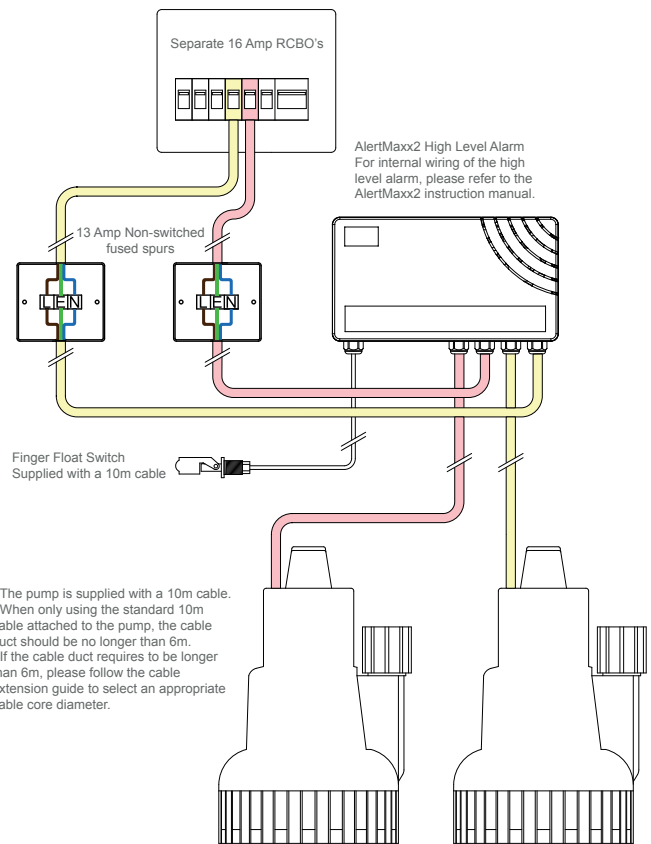 Separate 16 Amp RCBO's
AlertMaxx2 High Level Alarm
For internal wiring of the high
level alarm, please refer to the
AlertMaxx2 instruction manual.
13 Amp Non-switched
fused spurs
L E N
L E N
Finger Float Switch
Supplied with a 10m cable
The pump is supplied with a 10m cable.
When only using the standard 10m
able attached to the pump, the cable
uct should be no longer than 6m.
If the cable duct requires to be longer
han 6m, please follow the cable
xtension guide to select an appropriate
able core diameter.